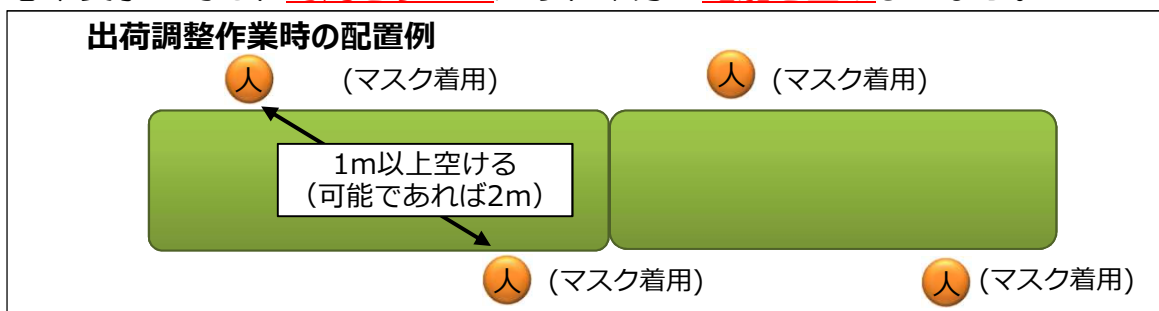 出荷調整作業時の配置例
人 (マスク着用) 人 (マスク着用)
1m以上空ける
（可能であれば2m）
人 (マスク着用) 人 (マスク着用)